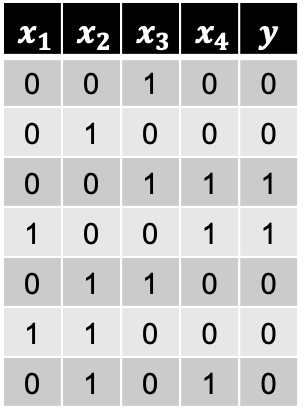 x₁ x₂ x₃ x₄ y
0 0 1 0 0
0 1 0 0 0
0 0 1 1 1
1 0 0 1 1
0 1 1 0 0
1 1 0 0 0
0 1 0 1 0